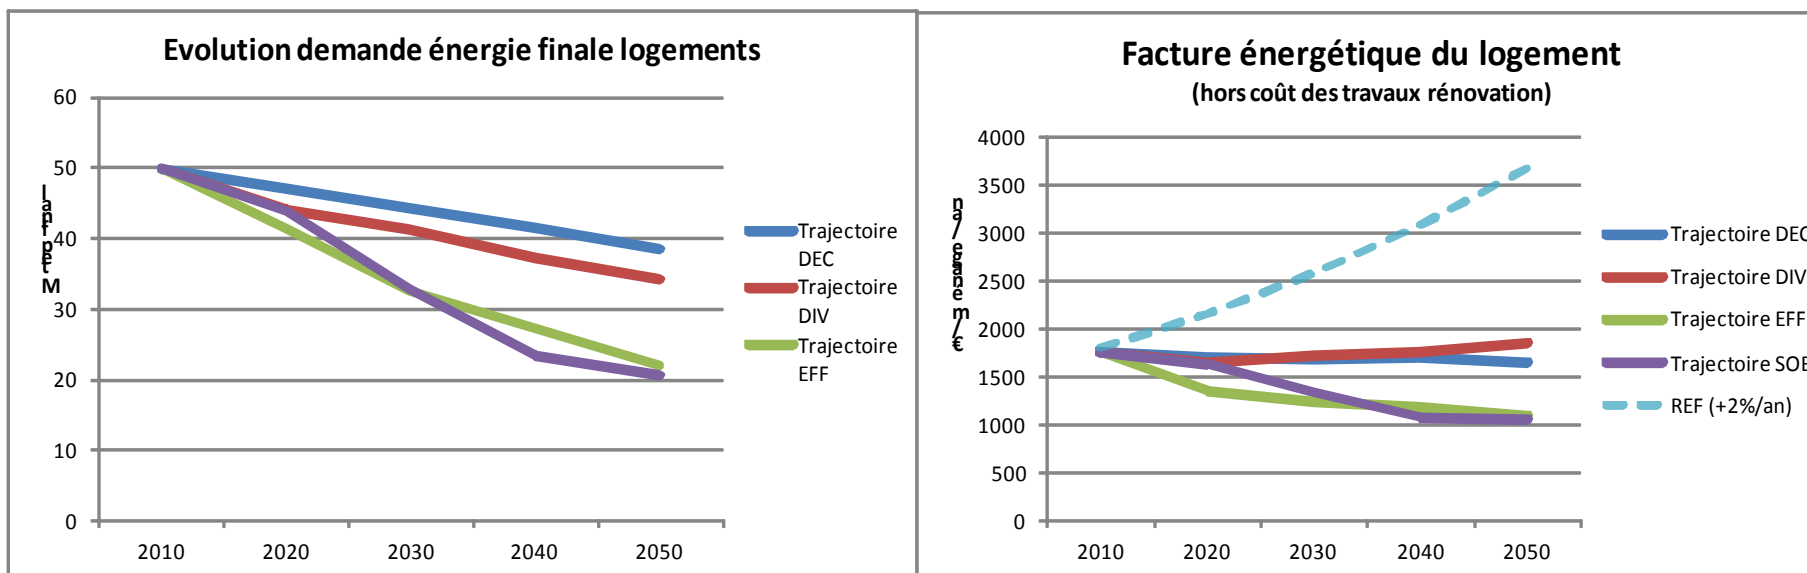 Evolution demande énergie finale logements
60
50
40
30
20
10
0
Mtepfinal
2010 2020 2030 2040 2050
Trajectoire
DEC
Trajectoire
DIV
Trajectoire
EFF
Facture énergétique du logement
(hors coût des travaux rénovation)
4000
3500
3000
2500
2000
1500
1000
500
0
€/ménage/an
2010 2020 2030 2040 2050
Trajectoire DEC
Trajectoire DIV
Trajectoire EFF
Trajectoire SOB
REF (+2%/an)